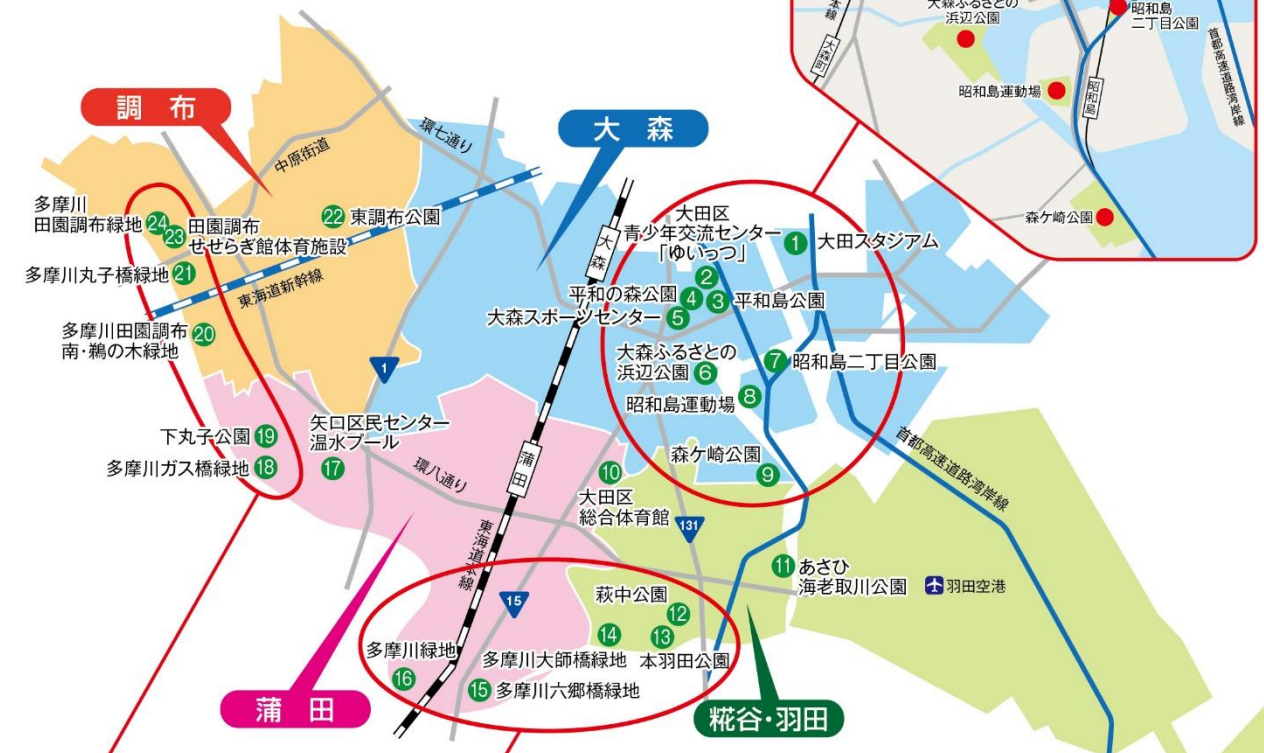 大森ふるさとの
浜辺公園
昭和島
二丁目公園
本線
大森町
首都高速道路湾岸線
昭和島運動場
昭和島
森ケ崎公園
調布
大森
環七通り
中原街道
多摩川
田園調布緑地
24
23
田園調布
せせらぎ館体育施設
22
東調布公園
多摩川丸子橋緑地
21
東海道新幹線
多摩川田園調布
南・鵜の木緑地
20
1
大森
大田区
青少年交流センター
「ゆいっつ」
2
1
大田スタジアム
平和の森公園
4
3
平和島公園
大森スポーツセンター
5
大森ふるさとの
浜辺公園
6
7
昭和島二丁目公園
昭和島運動場
8
森ケ崎公園
9
首都高速道路湾岸線
下丸子公園
19
多摩川ガス橋緑地
18
矢口区民センター
温水プール
17
環八通り
蒲田
10
大田区
総合体育館
131
東海道本線
15
11
あさひ
海老取川公園
羽田空港
萩中公園
12
14
13
多摩川大師橋緑地
本羽田公園
多摩川緑地
16
15
多摩川六郷橋緑地
蒲田
糀谷・羽田